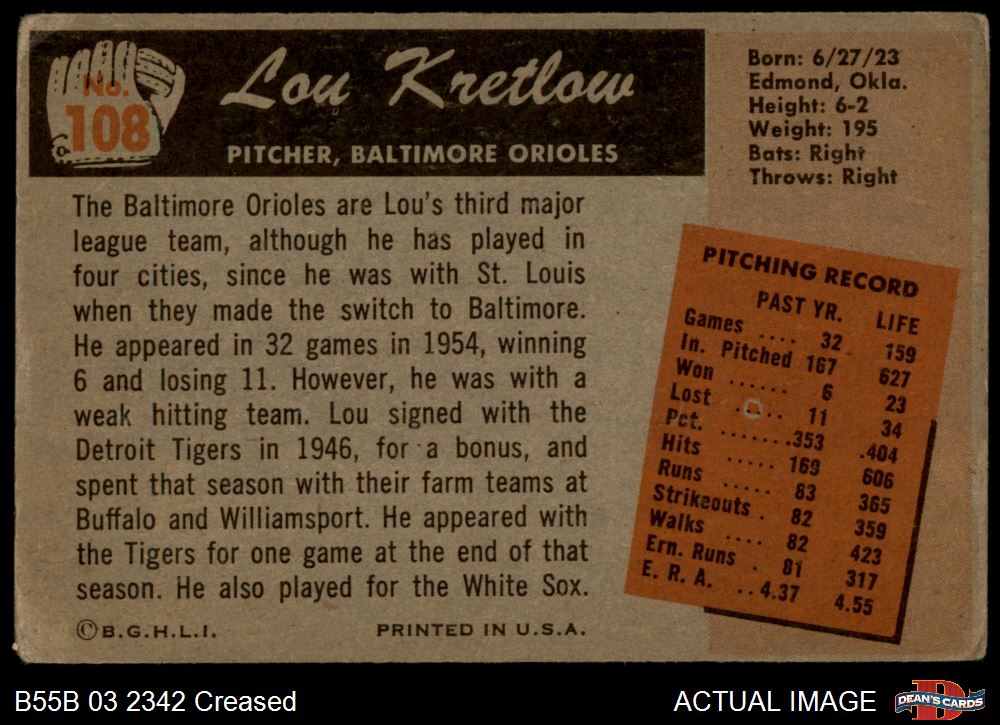 No.
108
Lou Kretlow
PITCHER, BALTIMORE ORIOLES
Born: 6/27/23
Edmond, Okla.
Height: 6-2
Weight: 195
Bats: Right
Throws: Right
The Baltimore Orioles are Lou's third major
league team, although he has played in
four cities, since he was with St. Louis
when they made the switch to Baltimore.
He appeared in 32 games in 1954, winning
6 and losing 11. However, he was with a
weak hitting team. Lou signed with the
Detroit Tigers in 1946, for a bonus, and
spent that season with their farm teams at
Buffalo and Williamsport. He appeared with
the Tigers for one game at the end of that
season. He also played for the White Sox.
©B.G.H.L.I. PRINTED IN U.S.A.
PITCHING RECORD
PAST YR. LIFE
Games .... 32 159
In. Pitched 167 627
Won ...... 6 23
Lost ..... 11 34
Pct. .......353 .404
Hits ..... 169 606
Runs ..... 83 365
Strikeouts . 82 359
Walks .... 82 423
Ern. Runs . 81 317
E. R. A. ..4.37 4.55
B55B 03 2342 Creased
ACTUAL IMAGE
D
DEAN'S CARDS